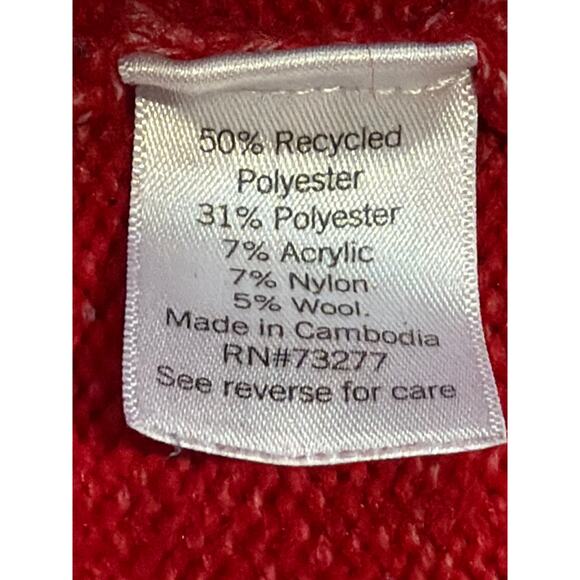 50% Recycled
Polyester
31% Polyester
7% Acrylic
7% Nylon
5% Wool.
Made in Cambodia
RN#73277
See reverse for care